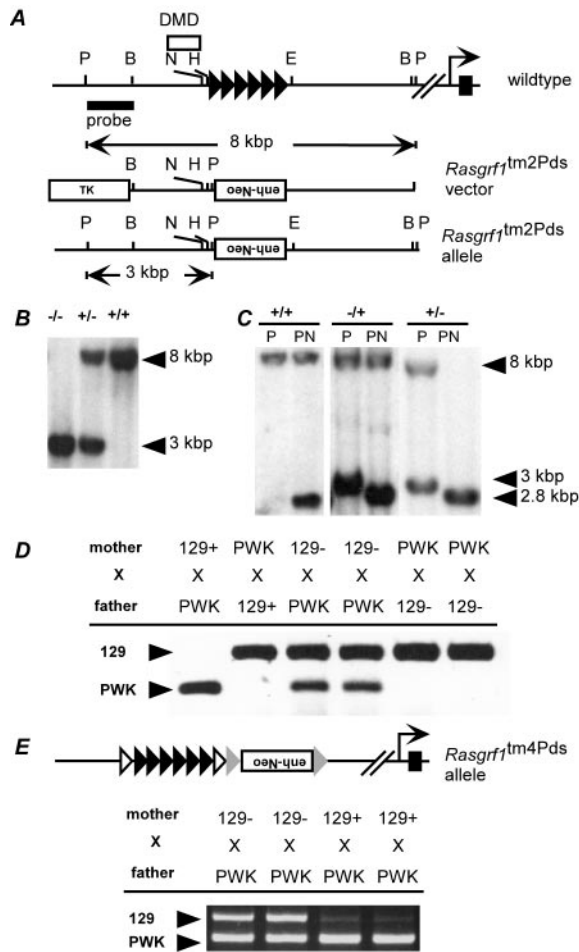 A
DMD
P B N H E B P
wildtype
probe
8 kbp
B N H P
TK
enh-Neo
Rasgrf1tm2Pds
vector
P B N H P E B P
enh-Neo
Rasgrf1tm2Pds
allele
3 kbp
B
-/- +/- +/+
8 kbp
3 kbp
C
+/+ -/+ +/-
P PN P PN P PN
8 kbp
3 kbp
2.8 kbp
D
mother 129+ PWK 129- 129- PWK PWK
X X X X X X X
father PWK 129+ PWK PWK 129- 129-
129
PWK
E
enh-Neo
Rasgrf1tm4Pds
allele
mother 129- 129- 129+ 129+
X X X X X
father PWK PWK PWK PWK
129
PWK